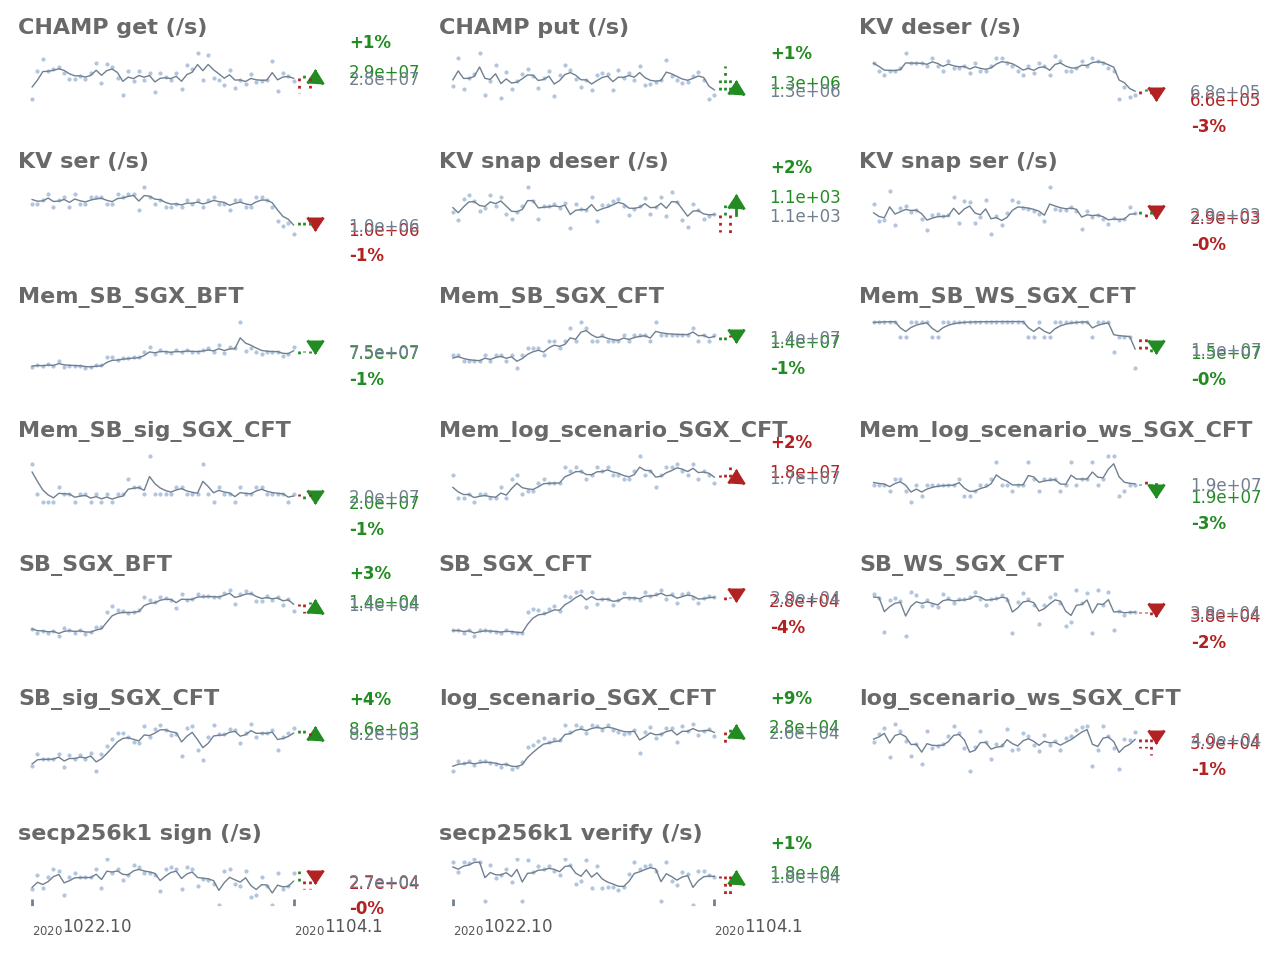 CHAMP get (/s)
+1%
2.9e+07
2.8e+07
CHAMP put (/s)
+1%
1.3e+06
1.3e+06
KV deser (/s)
6.8e+05
6.6e+05
-3%
KV ser (/s)
1.0e+06
1.0e+06
-1%
KV snap deser (/s)
+2%
1.1e+03
1.1e+03
KV snap ser (/s)
2.9e+03
2.9e+03
-0%
Mem_SB_SGX_BFT
7.5e+07
-1%
Mem_SB_SGX_CFT
1.4e+07
1.4e+07
-1%
Mem_SB_WS_SGX_CFT
1.5e+07
1.5e+07
-0%
Mem_SB_sig_SGX_CFT
2.0e+07
2.0e+07
-1%
Mem_log_scenario_SGX_CFT
+2%
1.8e+07
1.7e+07
Mem_log_scenario_ws_SGX_CFT
1.9e+07
1.9e+07
-3%
SB_SGX_BFT
+3%
1.4e+04
1.4e+04
SB_SGX_CFT
2.8e+04
-4%
SB_WS_SGX_CFT
3.8e+04
3.8e+04
-2%
SB_sig_SGX_CFT
+4%
8.6e+03
8.2e+03
log_scenario_SGX_CFT
+9%
2.8e+04
2.6e+04
log_scenario_ws_SGX_CFT
4.0e+04
3.9e+04
-1%
secp256k1 sign (/s)
2.7e+04
-0%
2020 1022.10
2020 1104.1
secp256k1 verify (/s)
+1%
1.8e+04
1.8e+04
2020 1022.10
2020 1104.1